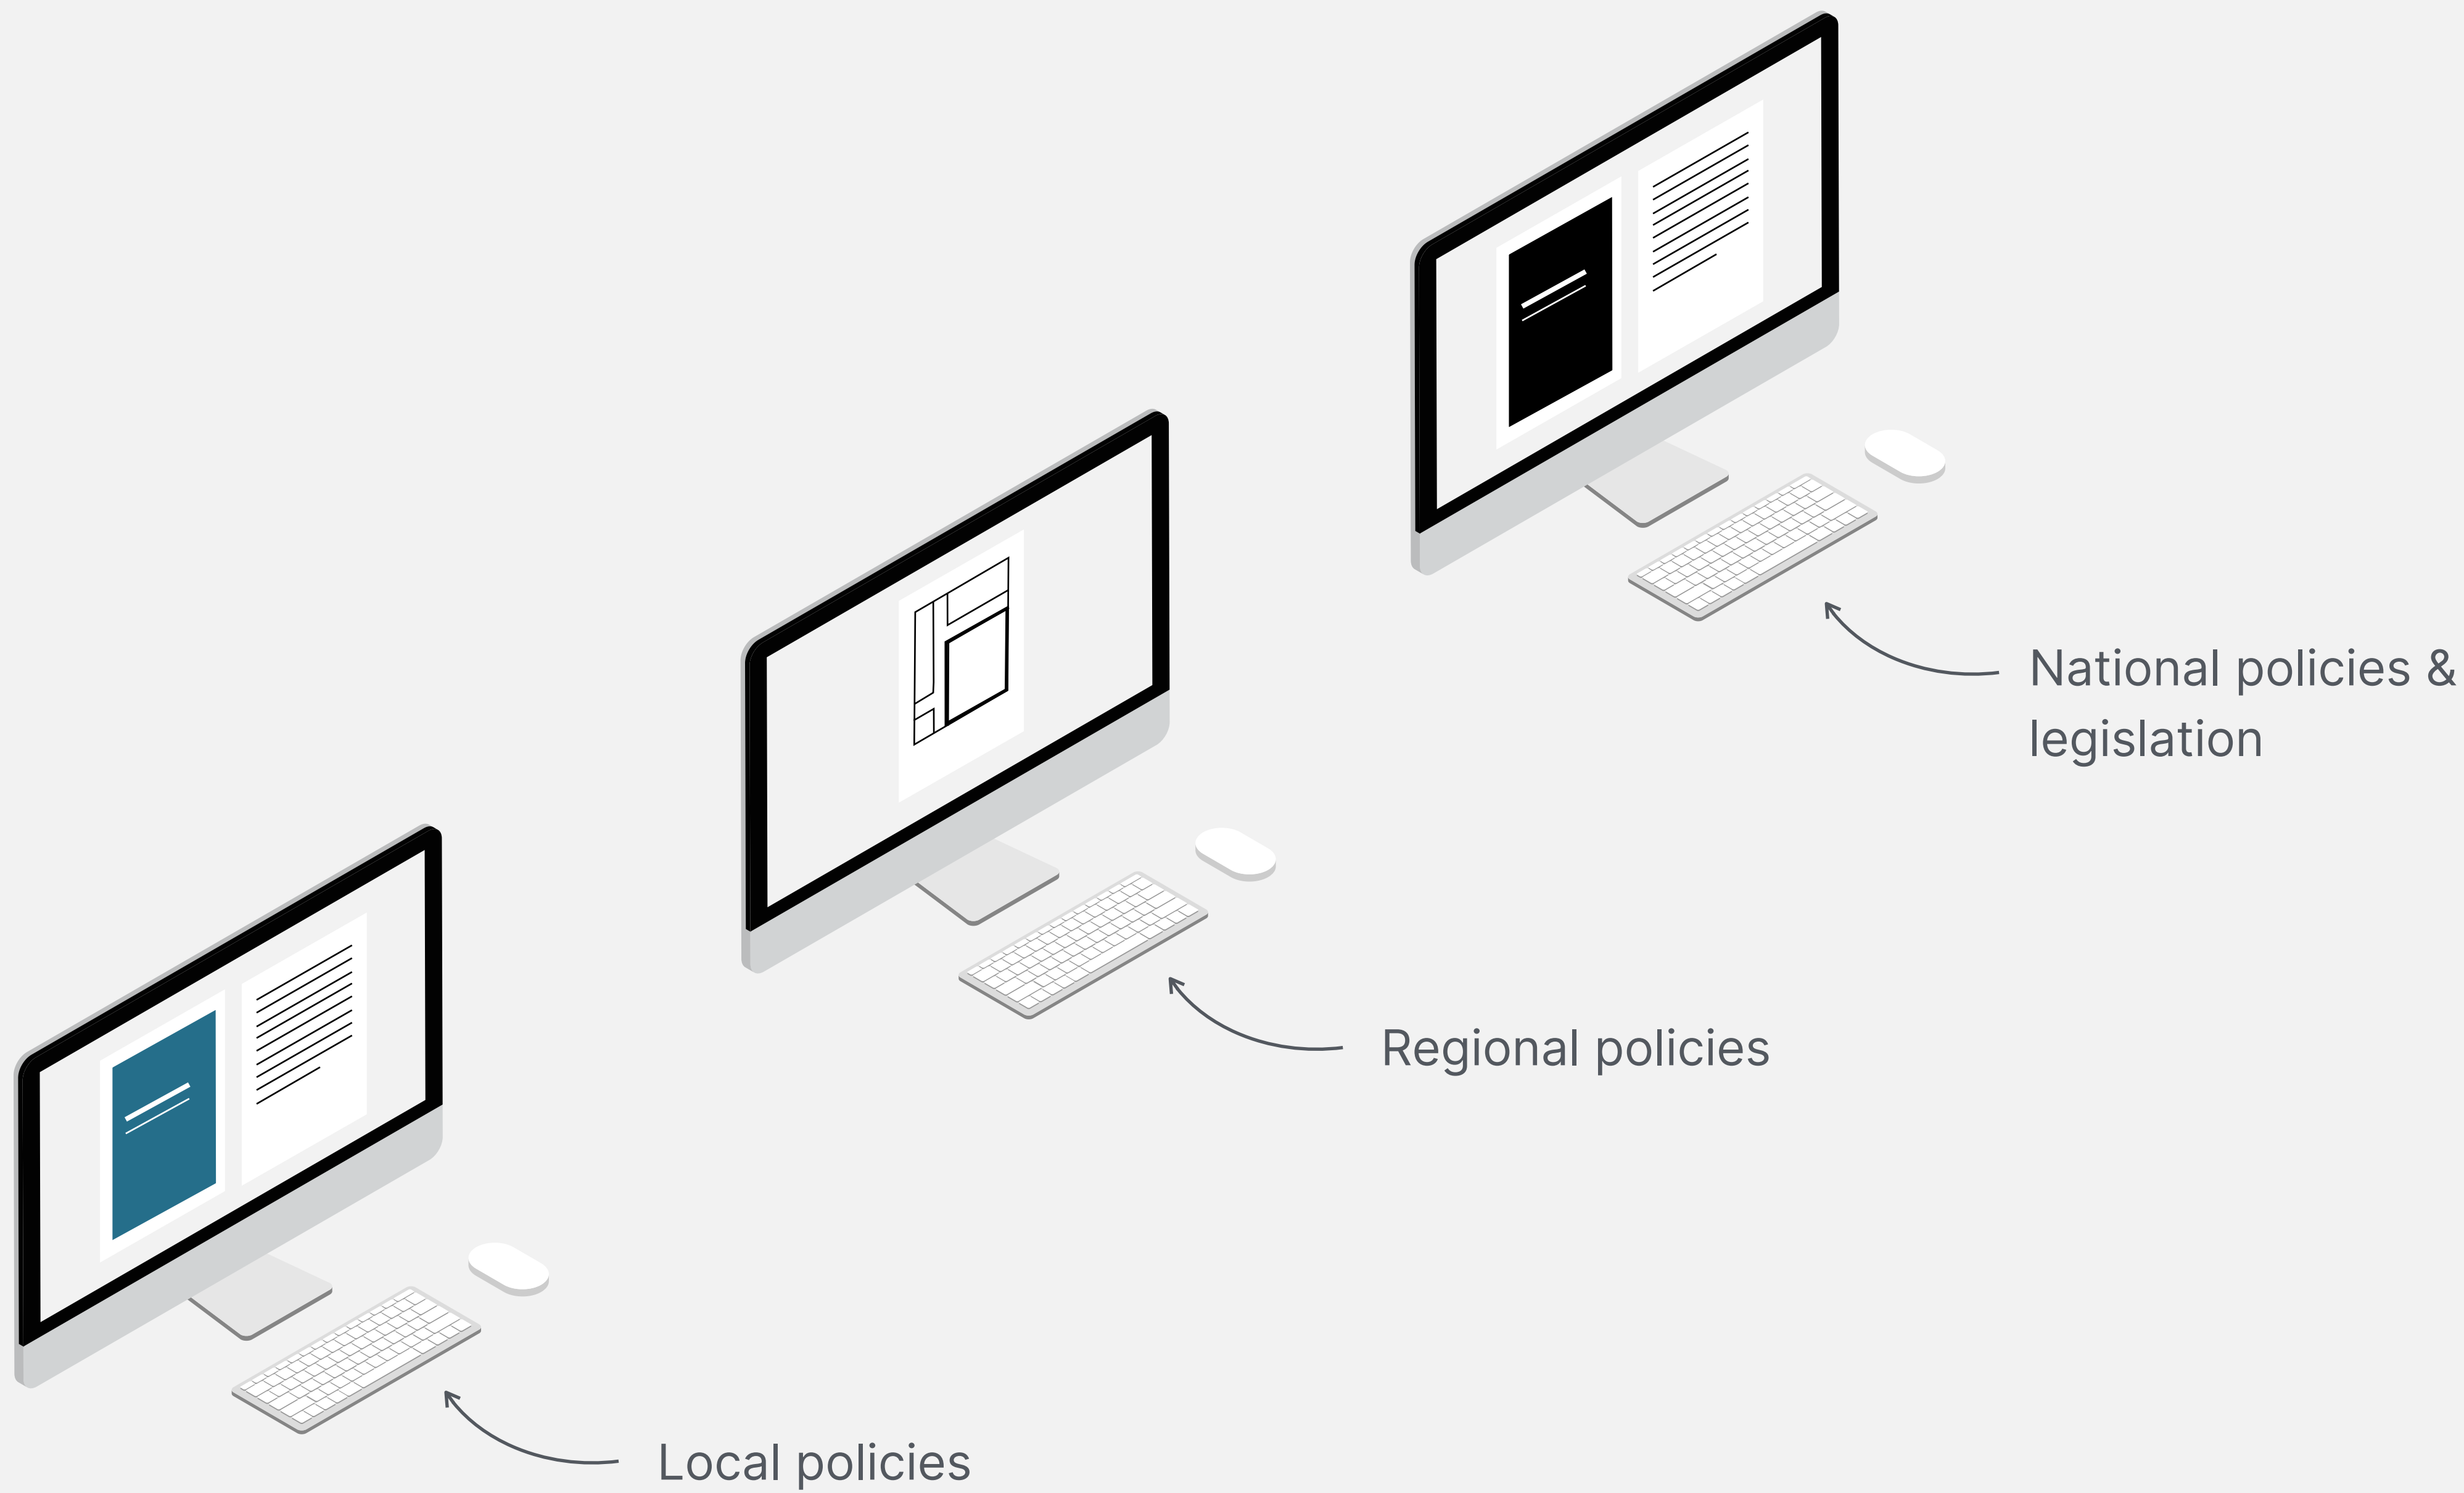 National policies &
legislation
Regional policies
Local policies